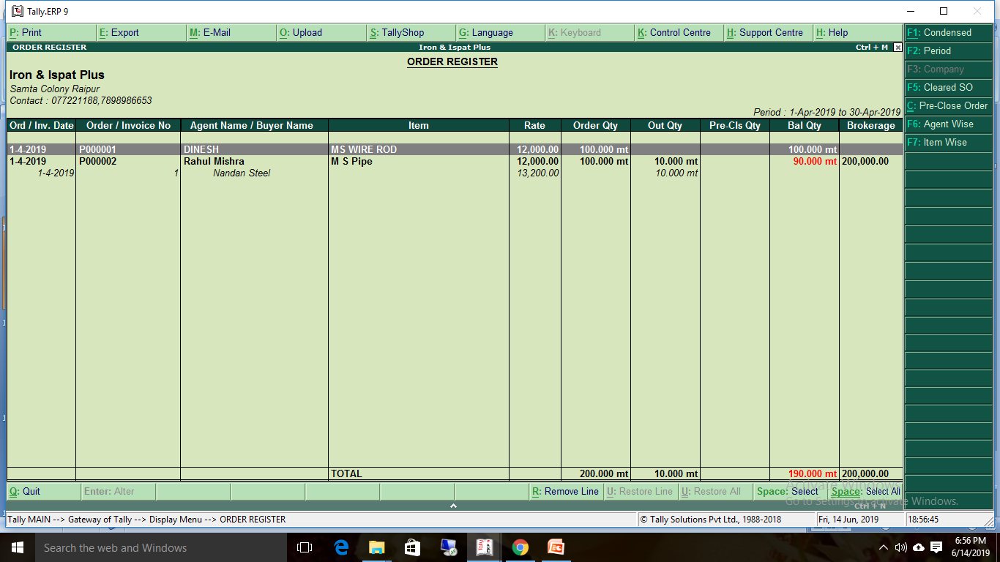 Tally.ERP 9
P: Print E: Export M: E-Mail O: Upload S: TallyShop G: Language K: Keyboard K: Control Centre H: Support Centre H: Help
F1: Condensed
F2: Period
F3: Company
F5: Cleared SO
C: Pre-Close Order
F6: Agent Wise
F7: Item Wise
ORDER REGISTER Iron & Ispat Plus Ctrl + M
ORDER REGISTER
Iron & Ispat Plus
Samta Colony Raipur
Contact : 077221188,7898986653
Period : 1-Apr-2019 to 30-Apr-2019
Ord / Inv. Date Order / Invoice No Agent Name / Buyer Name Item Rate Order Qty Out Qty Pre-Cls Qty Bal Qty Brokerage
1-4-2019 P000001 DINESH MS WIRE ROD 12,000.00 100.000 mt 100.000 mt
1-4-2019 P000002 Rahul Mishra M S Pipe 12,000.00 100.000 mt 10.000 mt 90.000 mt 200,000.00
1-4-2019 1 Nandan Steel 13,200.00 10.000 mt
TOTAL 200.000 mt 10.000 mt 190.000 mt 200,000.00
Q: Quit Enter: Alter R: Remove Line U: Restore Line U: Restore All Space: Select Space: Select All
Activate Windows
Go to Settings to activate Windows.
Ctrl + N
Tally MAIN --> Gateway of Tally --> Display Menu --> ORDER REGISTER © Tally Solutions Pvt Ltd., 1988-2018 Fri, 14 Jun, 2019 18:56:45
Search the web and Windows
6:56 PM
6/14/2019